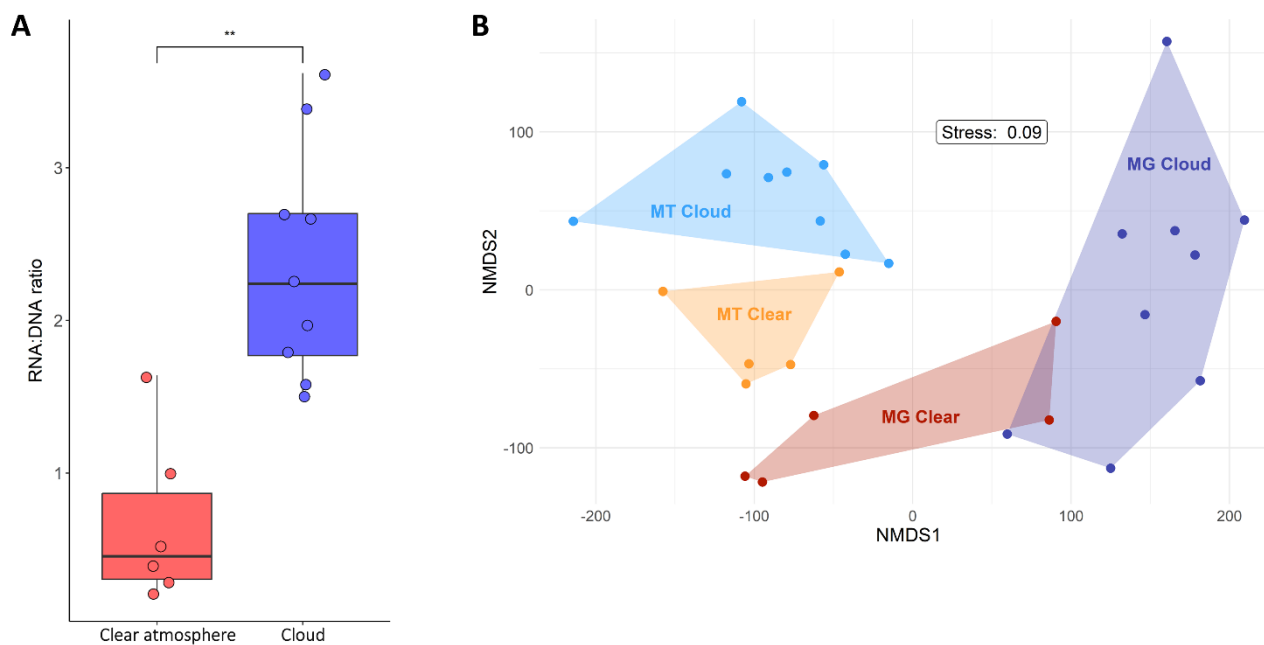 A
**
RNA:DNA ratio
3
2
1
Clear atmosphere
Cloud
B
NMDS2
100
0
-100
Stress: 0.09
MG Cloud
MT Cloud
MT Clear
MG Clear
-200
-100
0
100
200
NMDS1